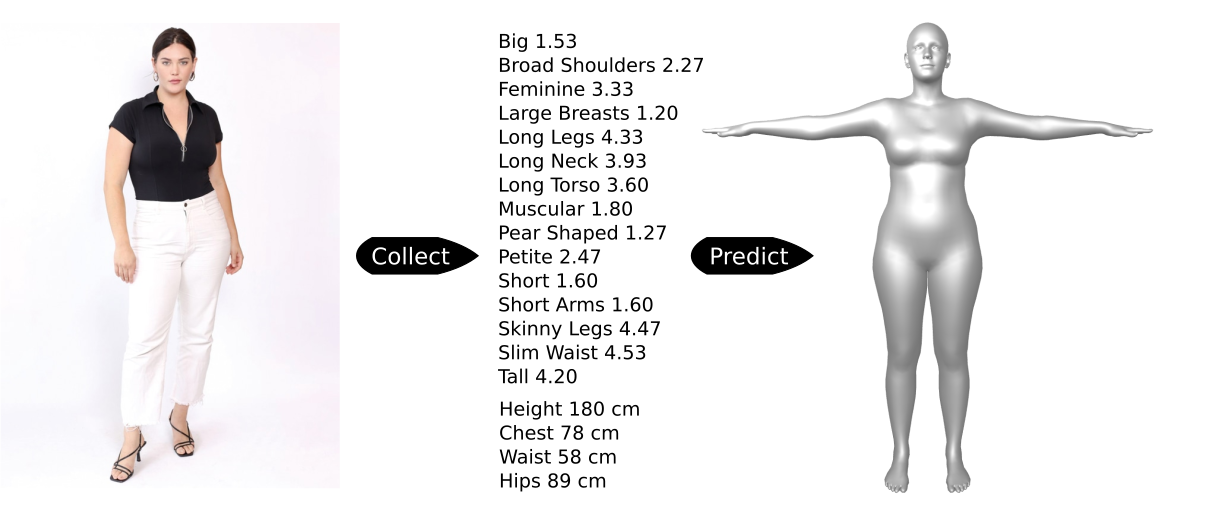 Collect
Big 1.53
Broad Shoulders 2.27
Feminine 3.33
Large Breasts 1.20
Long Legs 4.33
Long Neck 3.93
Long Torso 3.60
Muscular 1.80
Pear Shaped 1.27
Petite 2.47
Short 1.60
Short Arms 1.60
Skinny Legs 4.47
Slim Waist 4.53
Tall 4.20
Height 180 cm
Chest 78 cm
Waist 58 cm
Hips 89 cm
Predict